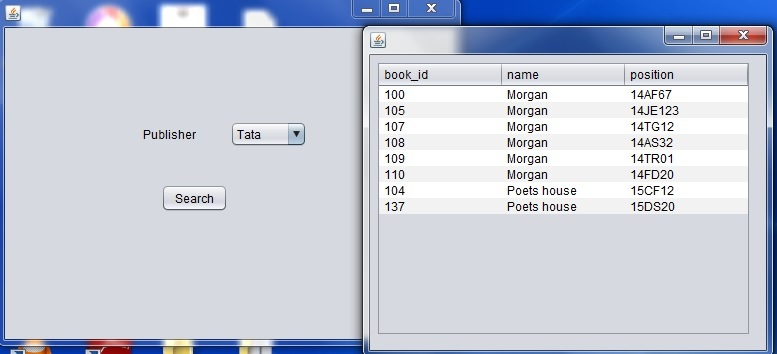 Publisher Tata
Search
book_id name position
100 Morgan 14AF67
105 Morgan 14JE123
107 Morgan 14TG12
108 Morgan 14AS32
109 Morgan 14TR01
110 Morgan 14FD20
104 Poets house 15CF12
137 Poets house 15DS20